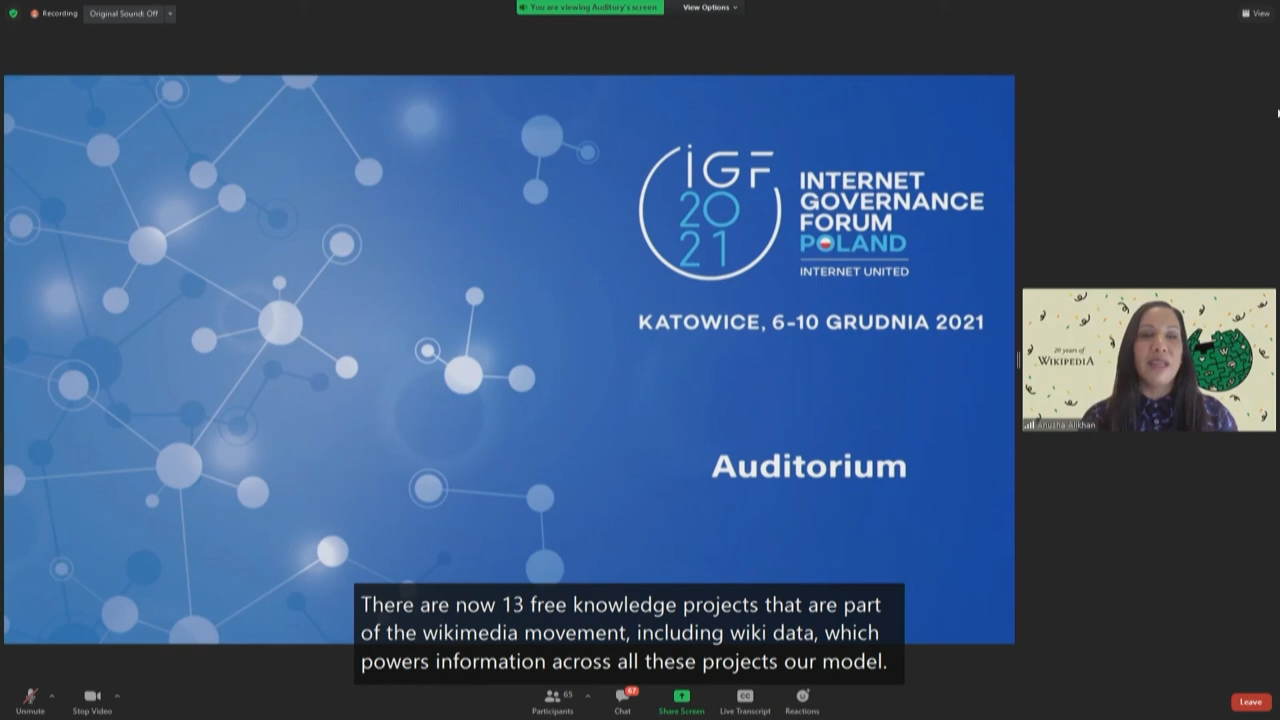 Recording
Original Sound: Off
You are viewing Auditory's screen
View Options
View
iGF
20
21
INTERNET
GOVERNANCE
FORUM
POLAND
INTERNET UNITED
KATOWICE, 6-10 GRUDNIA 2021
Auditorium
20 years of
WIKIPEDIA
Anusha Alikhan
There are now 13 free knowledge projects that are part
of the wikimedia movement, including wiki data, which
powers information across all these projects our model.
Unmute
Stop Video
65
Participants
67
Chat
Share Screen
CC
Live Transcript
Reactions
Leave